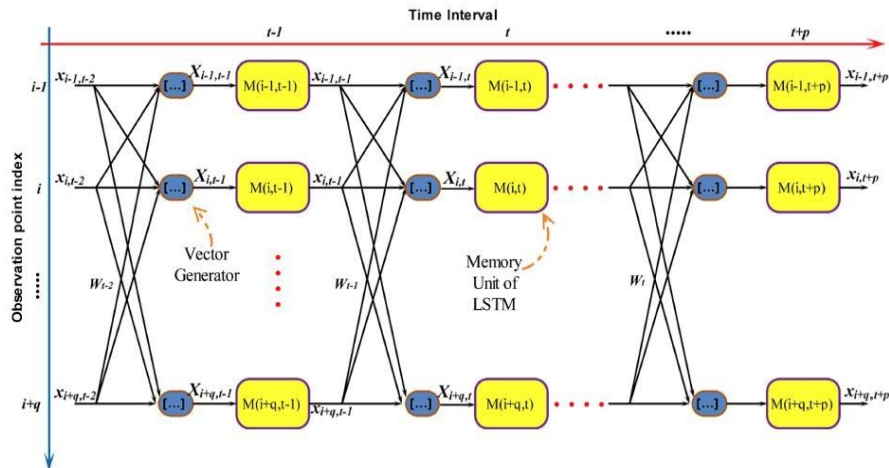 Time Interval
t-1 t ..... t+p
Observation point index
.....
i-1
x_{i-1,t-2} [...] X_{i-1,t-1} M(i-1,t-1) x_{i-1,t-1} [...] X_{i-1,t} M(i-1,t) .... [...] M(i-1,t+p) x_{i-1,t+p}
i
x_{i,t-2} [...] X_{i,t-1} M(i,t-1) x_{i,t-1} [...] X_{i,t} M(i,t) .... [...] M(i,t+p) x_{i,t+p}
Vector
Generator
Memory
Unit of
LSTM
W_{t-2} W_{t-1} W_t
i+q
x_{i+q,t-2} [...] X_{i+q,t-1} M(i+q,t-1) x_{i+q,t-1} [...] X_{i+q,t} M(i+q,t) .... [...] M(i+q,t+p) x_{i+q,t+p}